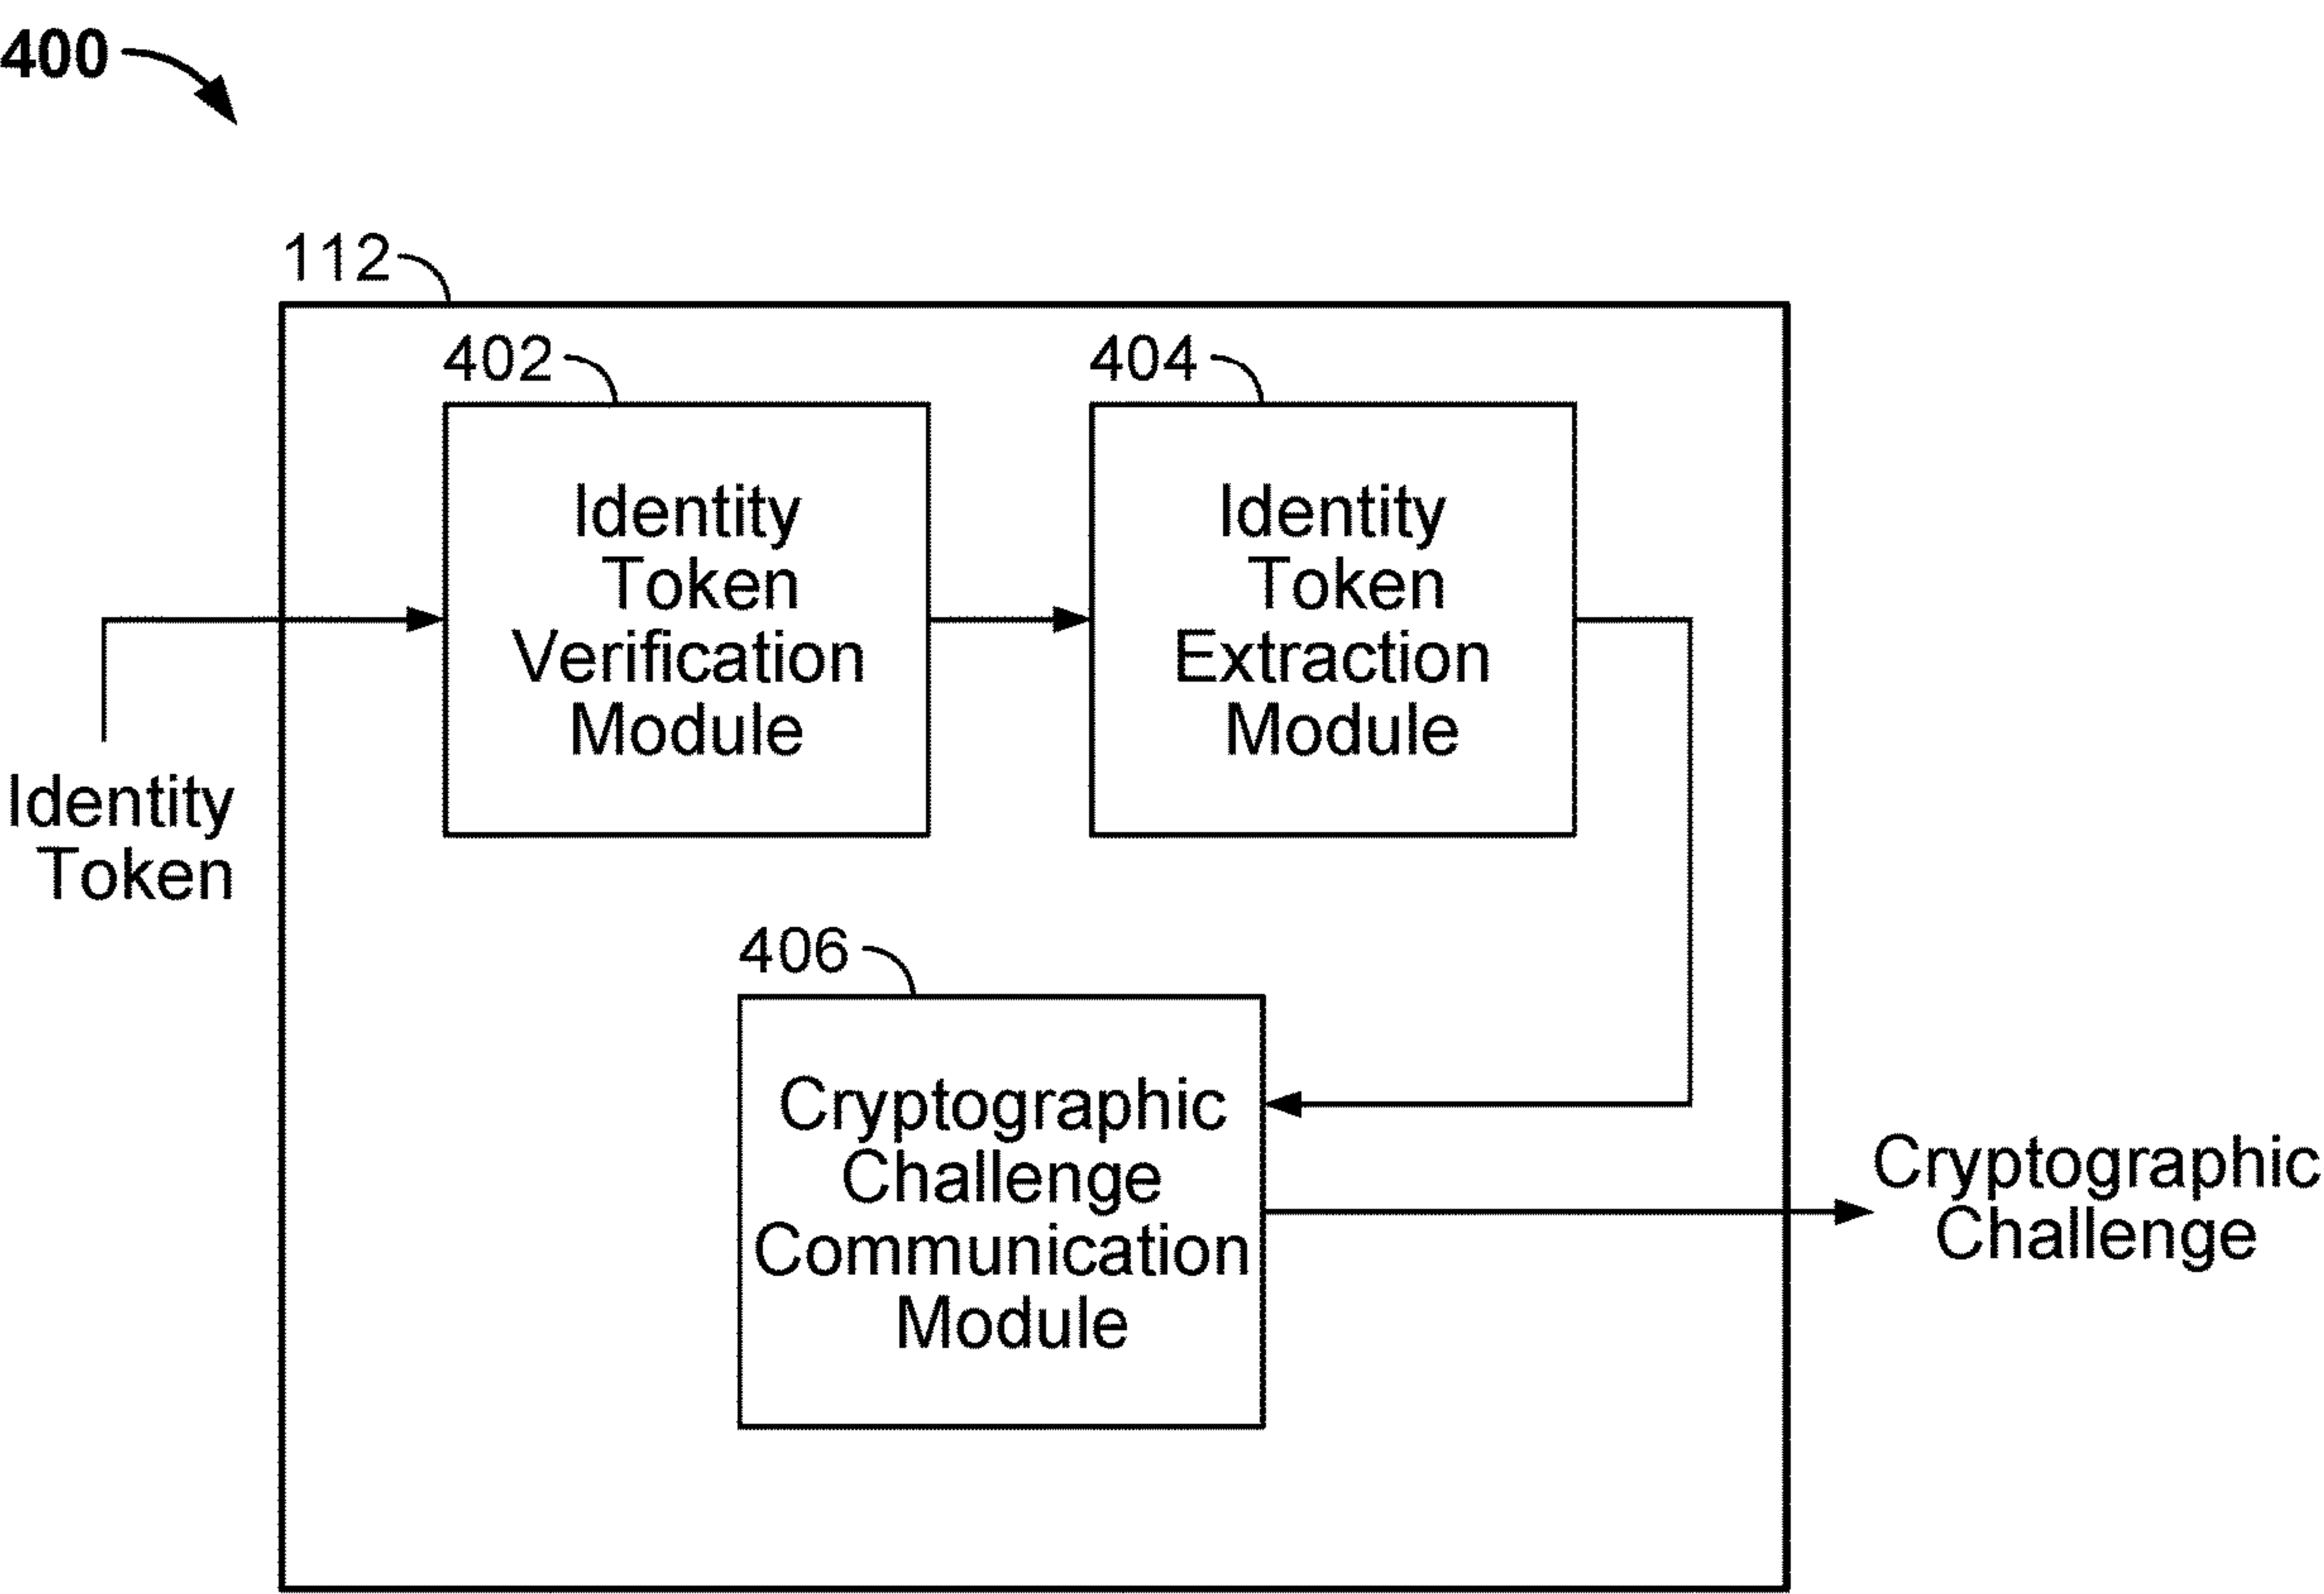 400
112
402
404
Identity
Token
Verification
Module
Identity
Token
Extraction
Module
Identity
Token
406
Cryptographic
Challenge
Communication
Module
Cryptographic
Challenge